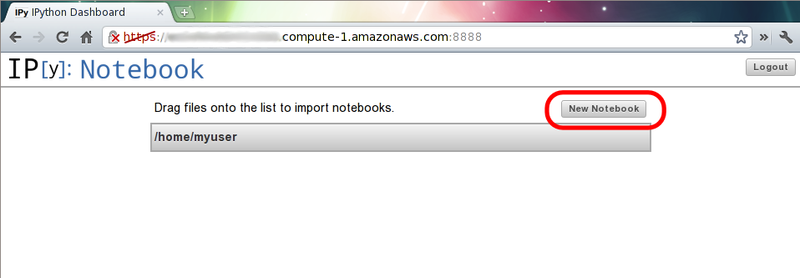 IPy IPython Dashboard
https:// .compute-1.amazonaws.com:8888
IP[y]: Notebook
Logout
Drag files onto the list to import notebooks.
New Notebook
/home/myuser